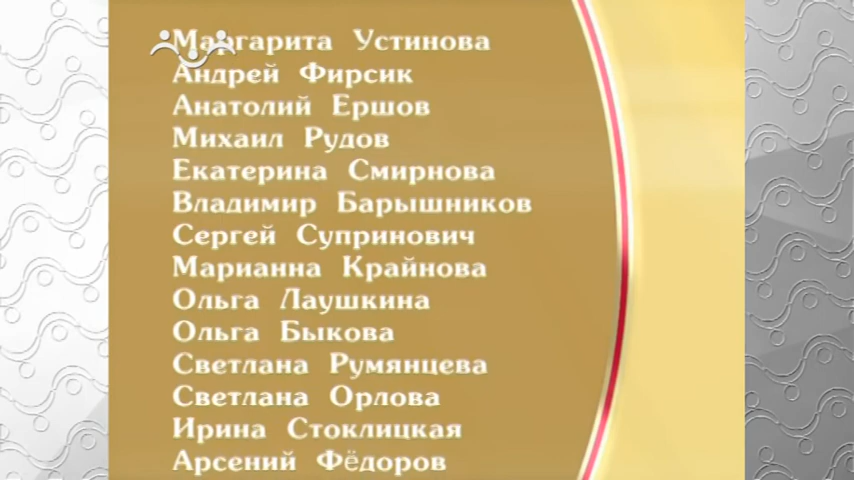 Маргарита Устинова
Андрей Фирсик
Анатолий Ершов
Михаил Рудов
Екатерина Смирнова
Владимир Барышников
Сергей Супринович
Марианна Крайнова
Ольга Лаушкина
Ольга Быкова
Светлана Румянцева
Светлана Орлова
Ирина Стоклицкая
Арсений Фёдоров